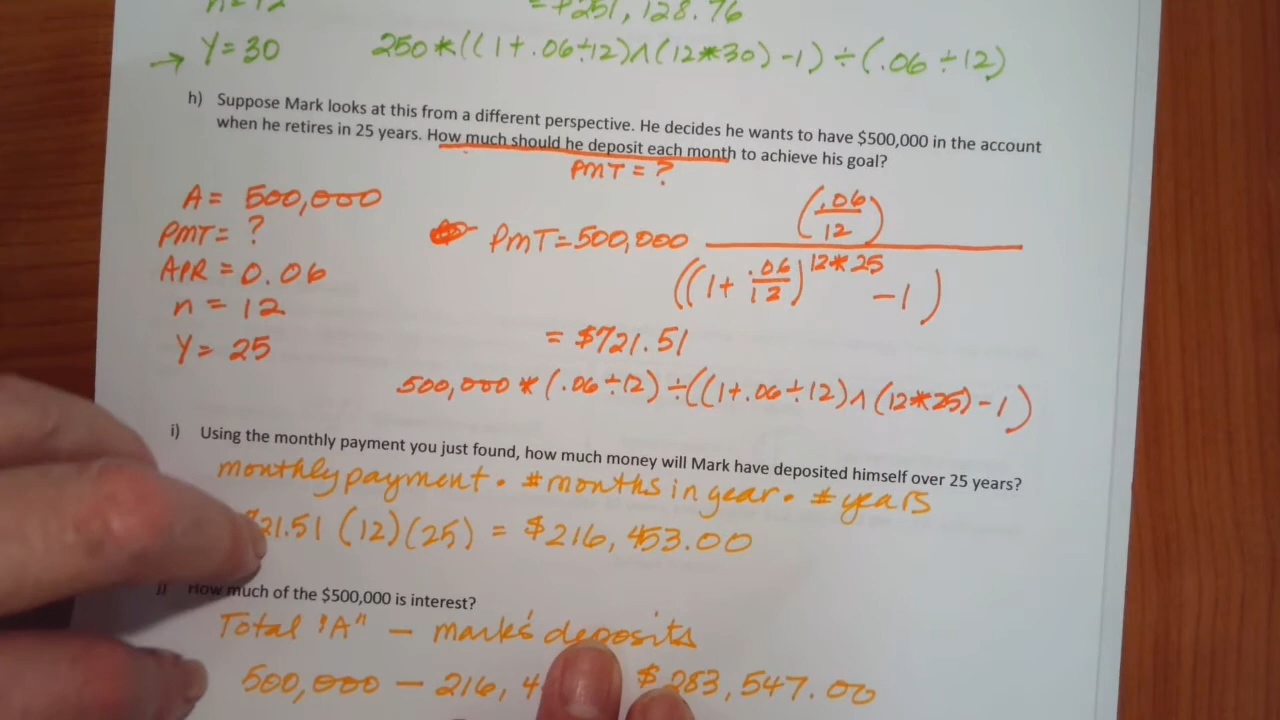 = $251,128.76
→ Y=30 250*((1+.06÷12)^(12*30)-1)÷(.06÷12)
h) Suppose Mark looks at this from a different perspective. He decides he wants to have $500,000 in the account
when he retires in 25 years. How much should he deposit each month to achieve his goal?
PMT = ?
A = 500,000
PMT = ?
APR = 0.06
n = 12
Y = 25
PMT=500,000 (.06/12) / ((1+.06/12)^12*25 -1)
= $721.51
500,000*(.06÷12)÷((1+.06÷12)^(12*25)-1)
i) Using the monthly payment you just found, how much money will Mark have deposited himself over 25 years?
monthly payment • # months in year • # years
21.51 (12)(25) = $216,453.00
How much of the $500,000 is interest?
Total "A" — mark's deposits
500,000 — 216,4 $283,547.00